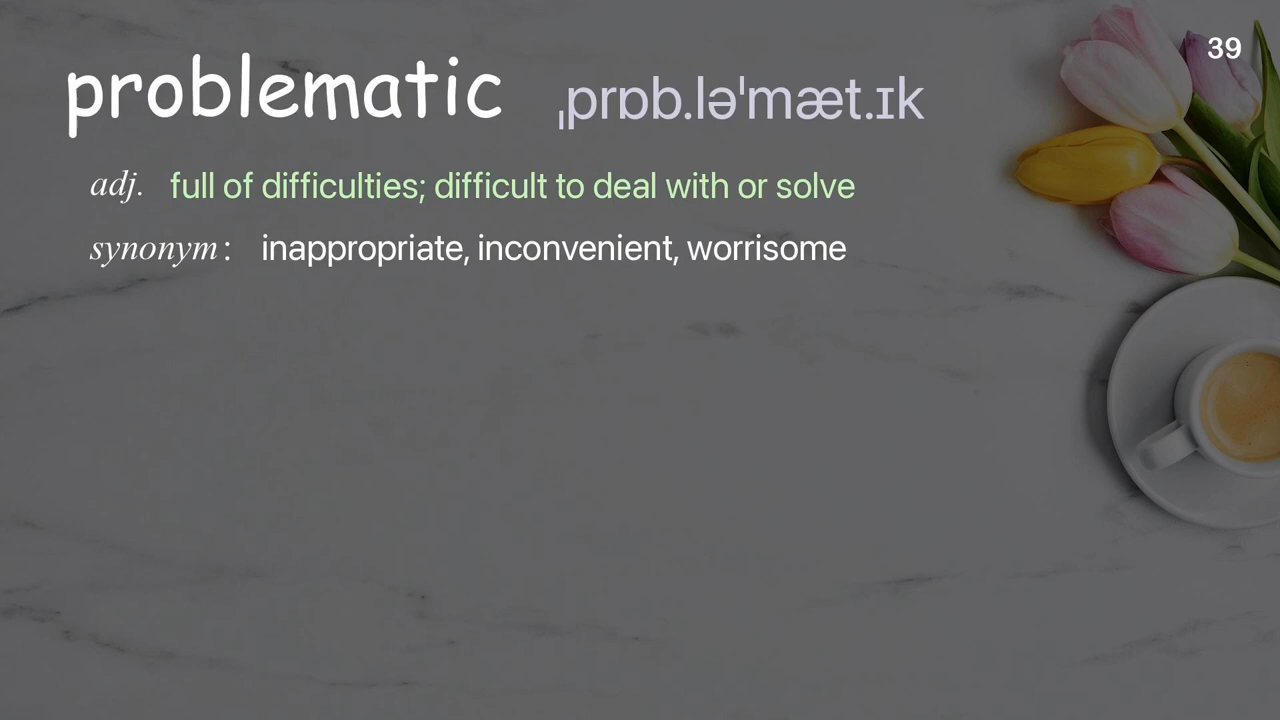 39
problematic ˌprɒb.ləˈmæt.ɪk
adj. full of difficulties; difficult to deal with or solve
synonym: inappropriate, inconvenient, worrisome